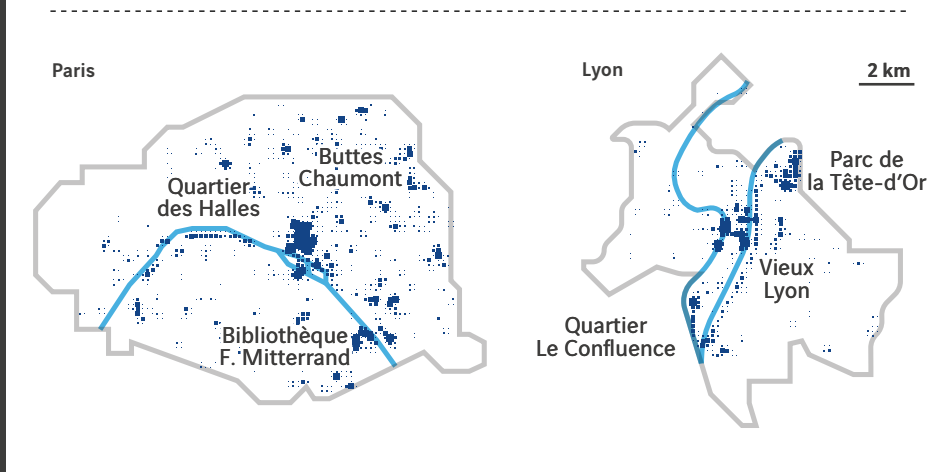 Paris
Lyon
2 km
Buttes
Chaumont
Quartier
des Halles
Parc de
la Tête-d’Or
Vieux
Lyon
Bibliothèque
F. Mitterrand
Quartier
Le Confluence